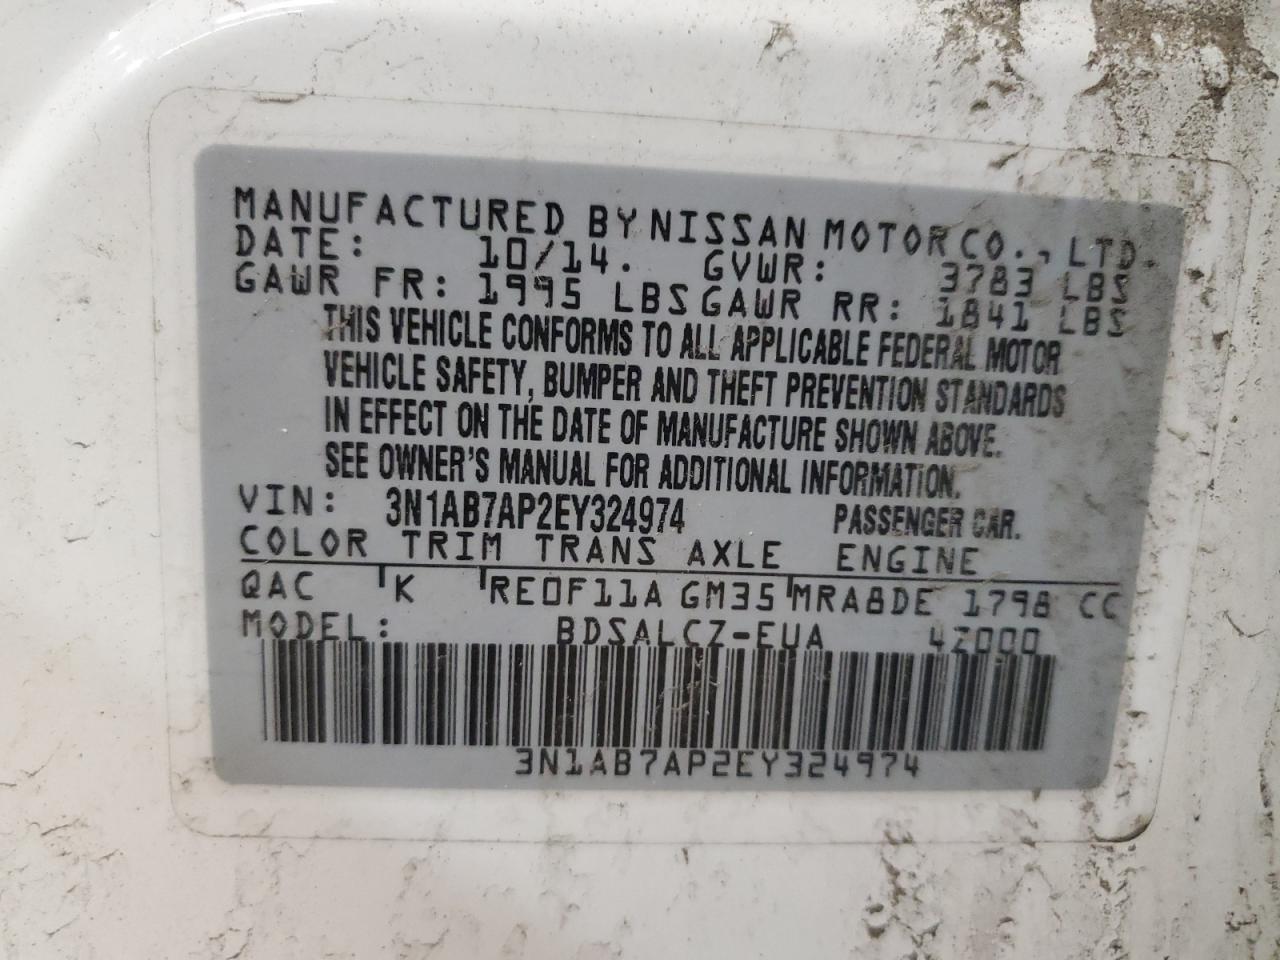 MANUFACTURED BY NISSAN MOTOR CO., LTD.
DATE: 10/14. GVWR: 3783 LBS
GAWR FR: 1995 LBS GAWR RR: 1841 LBS
THIS VEHICLE CONFORMS TO ALL APPLICABLE FEDERAL MOTOR
VEHICLE SAFETY, BUMPER AND THEFT PREVENTION STANDARDS
IN EFFECT ON THE DATE OF MANUFACTURE SHOWN ABOVE.
SEE OWNER'S MANUAL FOR ADDITIONAL INFORMATION.
VIN: 3N1AB7AP2EY324974 PASSENGER CAR.
COLOR TRIM TRANS AXLE ENGINE
QAC K RE0F11A GM35 MRA8DE 1798 CC
MODEL: BDSALCZ-EUA 4Z000
3N1AB7AP2EY324974